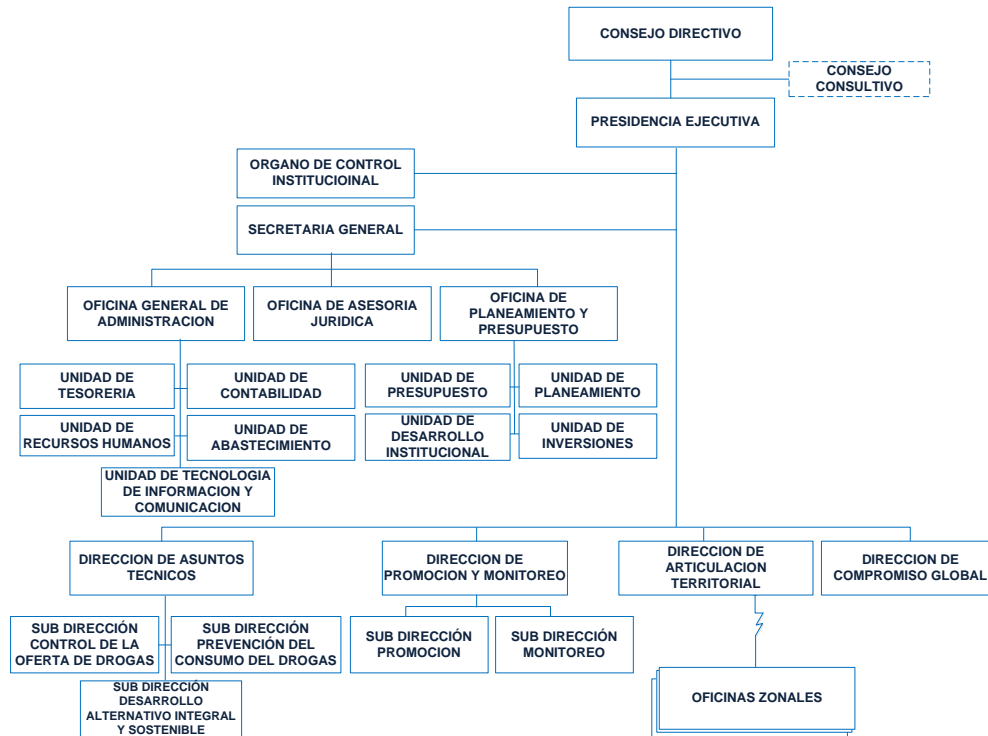 CONSEJO DIRECTIVO
CONSEJO
CONSULTIVO
PRESIDENCIA EJECUTIVA
ORGANO DE CONTROL
INSTITUCIOINAL
SECRETARIA GENERAL
OFICINA GENERAL DE
ADMINISTRACION
OFICINA DE ASESORIA
JURIDICA
OFICINA DE
PLANEAMIENTO Y
PRESUPUESTO
UNIDAD DE
TESORERIA
UNIDAD DE
CONTABILIDAD
UNIDAD DE
PRESUPUESTO
UNIDAD DE
PLANEAMIENTO
UNIDAD DE
RECURSOS HUMANOS
UNIDAD DE
ABASTECIMIENTO
UNIDAD DE
DESARROLLO
INSTITUCIONAL
UNIDAD DE
INVERSIONES
UNIDAD DE TECNOLOGIA
DE INFORMACION Y
COMUNICACION
DIRECCION DE ASUNTOS
TECNICOS
DIRECCION DE
PROMOCION Y MONITOREO
DIRECCION DE
ARTICULACION
TERRITORIAL
DIRECCION DE
COMPROMISO GLOBAL
SUB DIRECCIÓN
CONTROL DE LA
OFERTA DE DROGAS
SUB DIRECCIÓN
PREVENCIÓN DEL
CONSUMO DEL DROGAS
SUB DIRECCIÓN
PROMOCION
SUB DIRECCIÓN
MONITOREO
SUB DIRECCIÓN
DESARROLLO
ALTERNATIVO INTEGRAL
Y SOSTENIBLE
OFICINAS ZONALES